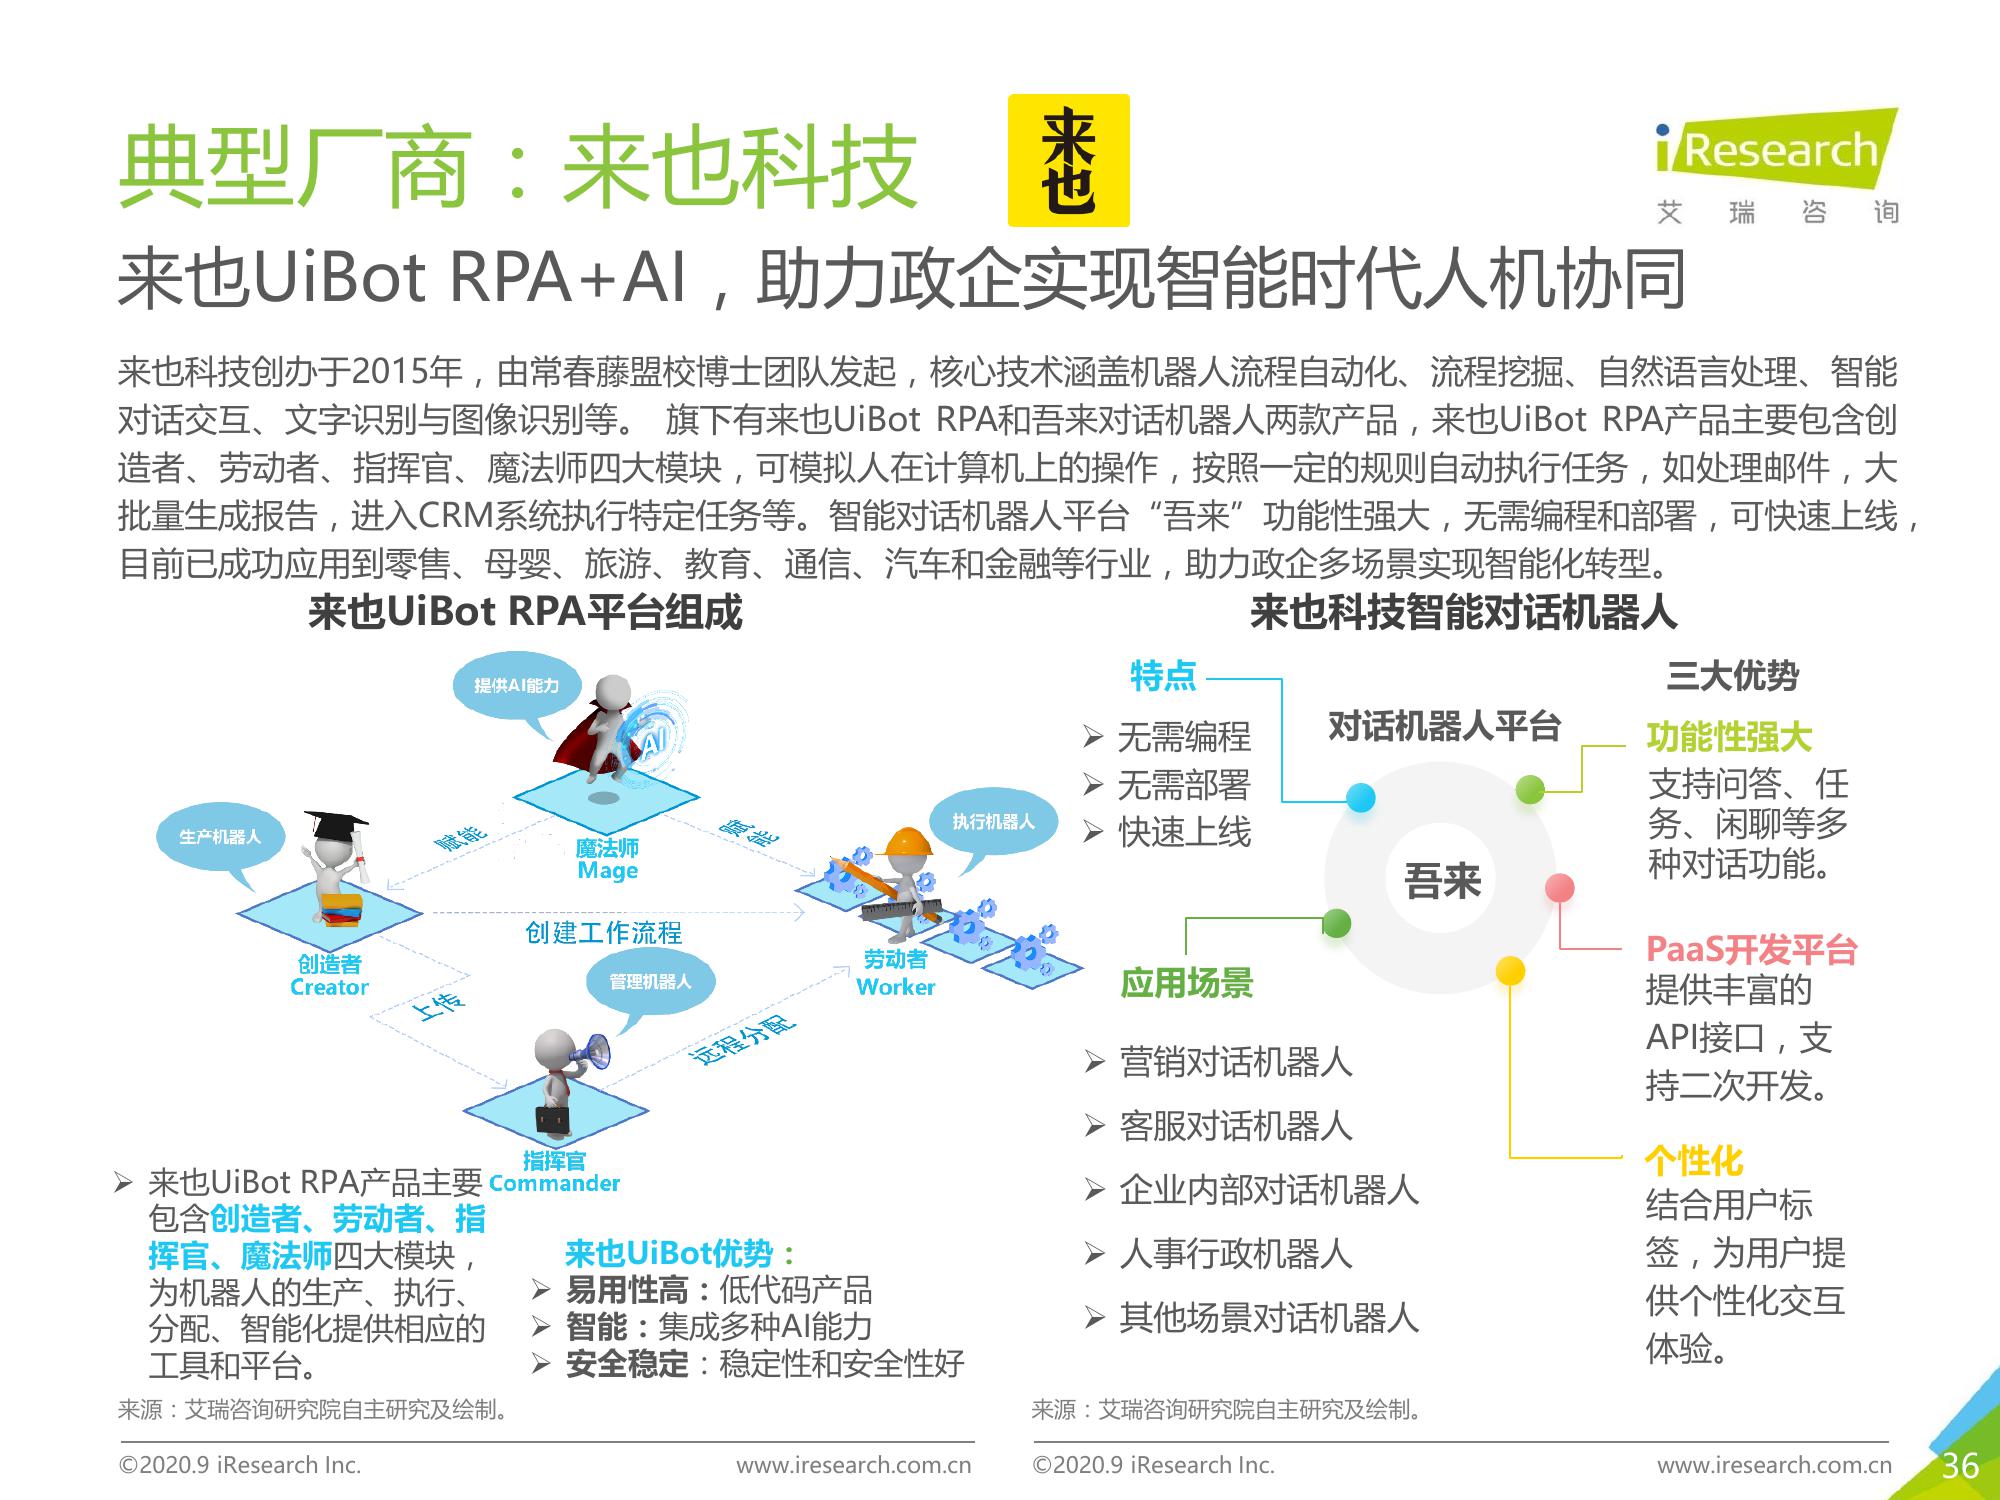 典型厂商：来也科技
来也
iResearch
艾瑞咨询
来也UiBot RPA+AI，助力政企实现智能时代人机协同
来也科技创办于2015年，由常春藤盟校博士团队发起，核心技术涵盖机器人流程自动化、流程挖掘、自然语言处理、智能
对话交互、文字识别与图像识别等。 旗下有来也UiBot RPA和吾来对话机器人两款产品，来也UiBot RPA产品主要包含创
造者、劳动者、指挥官、魔法师四大模块，可模拟人在计算机上的操作，按照一定的规则自动执行任务，如处理邮件，大
批量生成报告，进入CRM系统执行特定任务等。智能对话机器人平台“吾来”功能性强大，无需编程和部署，可快速上线，
目前已成功应用到零售、母婴、旅游、教育、通信、汽车和金融等行业，助力政企多场景实现智能化转型。
来也UiBot RPA平台组成
提供AI能力
AI
魔法师
Mage
生产机器人
赋能
赋能
执行机器人
创造者
Creator
创建工作流程
劳动者
Worker
管理机器人
上传
远程分配
指挥官
Commander
来也UiBot RPA产品主要
包含创造者、劳动者、指
挥官、魔法师四大模块，
为机器人的生产、执行、
分配、智能化提供相应的
工具和平台。
来也UiBot优势：
易用性高：低代码产品
智能：集成多种AI能力
安全稳定：稳定性和安全性好
来源：艾瑞咨询研究院自主研究及绘制。
来也科技智能对话机器人
特点
无需编程
无需部署
快速上线
对话机器人平台
吾来
应用场景
营销对话机器人
客服对话机器人
企业内部对话机器人
人事行政机器人
其他场景对话机器人
三大优势
功能性强大
支持问答、任
务、闲聊等多
种对话功能。
PaaS开发平台
提供丰富的
API接口，支
持二次开发。
个性化
结合用户标
签，为用户提
供个性化交互
体验。
来源：艾瑞咨询研究院自主研究及绘制。
©2020.9 iResearch Inc.
www.iresearch.com.cn
©2020.9 iResearch Inc.
www.iresearch.com.cn
36